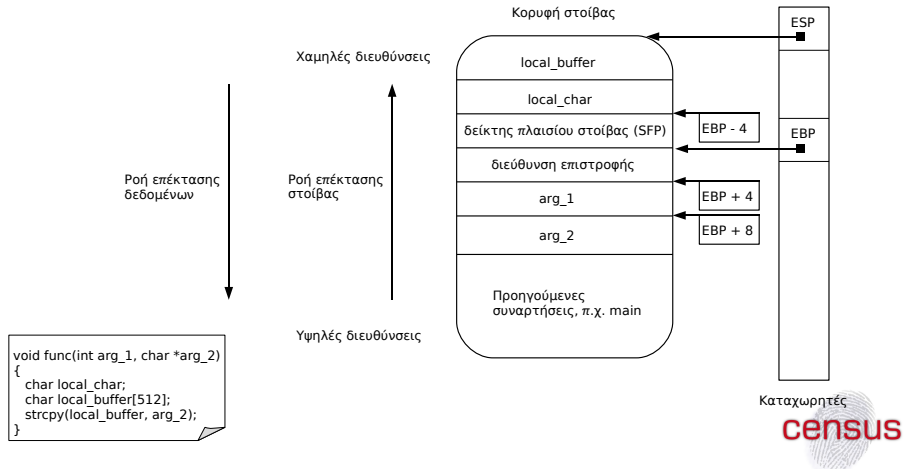 Κορυφή στοίβας
ESP
Χαμηλές διευθύνσεις
local_buffer
local_char
δείκτης πλαισίου στοίβας (SFP)
EBP - 4
EBP
διεύθυνση επιστροφής
Ροή επέκτασης
δεδομένων
Ροή επέκτασης
στοίβας
arg_1
EBP + 4
arg_2
EBP + 8
Προηγούμενες
συναρτήσεις, π.χ. main
Υψηλές διευθύνσεις
void func(int arg_1, char *arg_2)
{
char local_char;
char local_buffer[512];
strcpy(local_buffer, arg_2);
}
Καταχωρητές
census